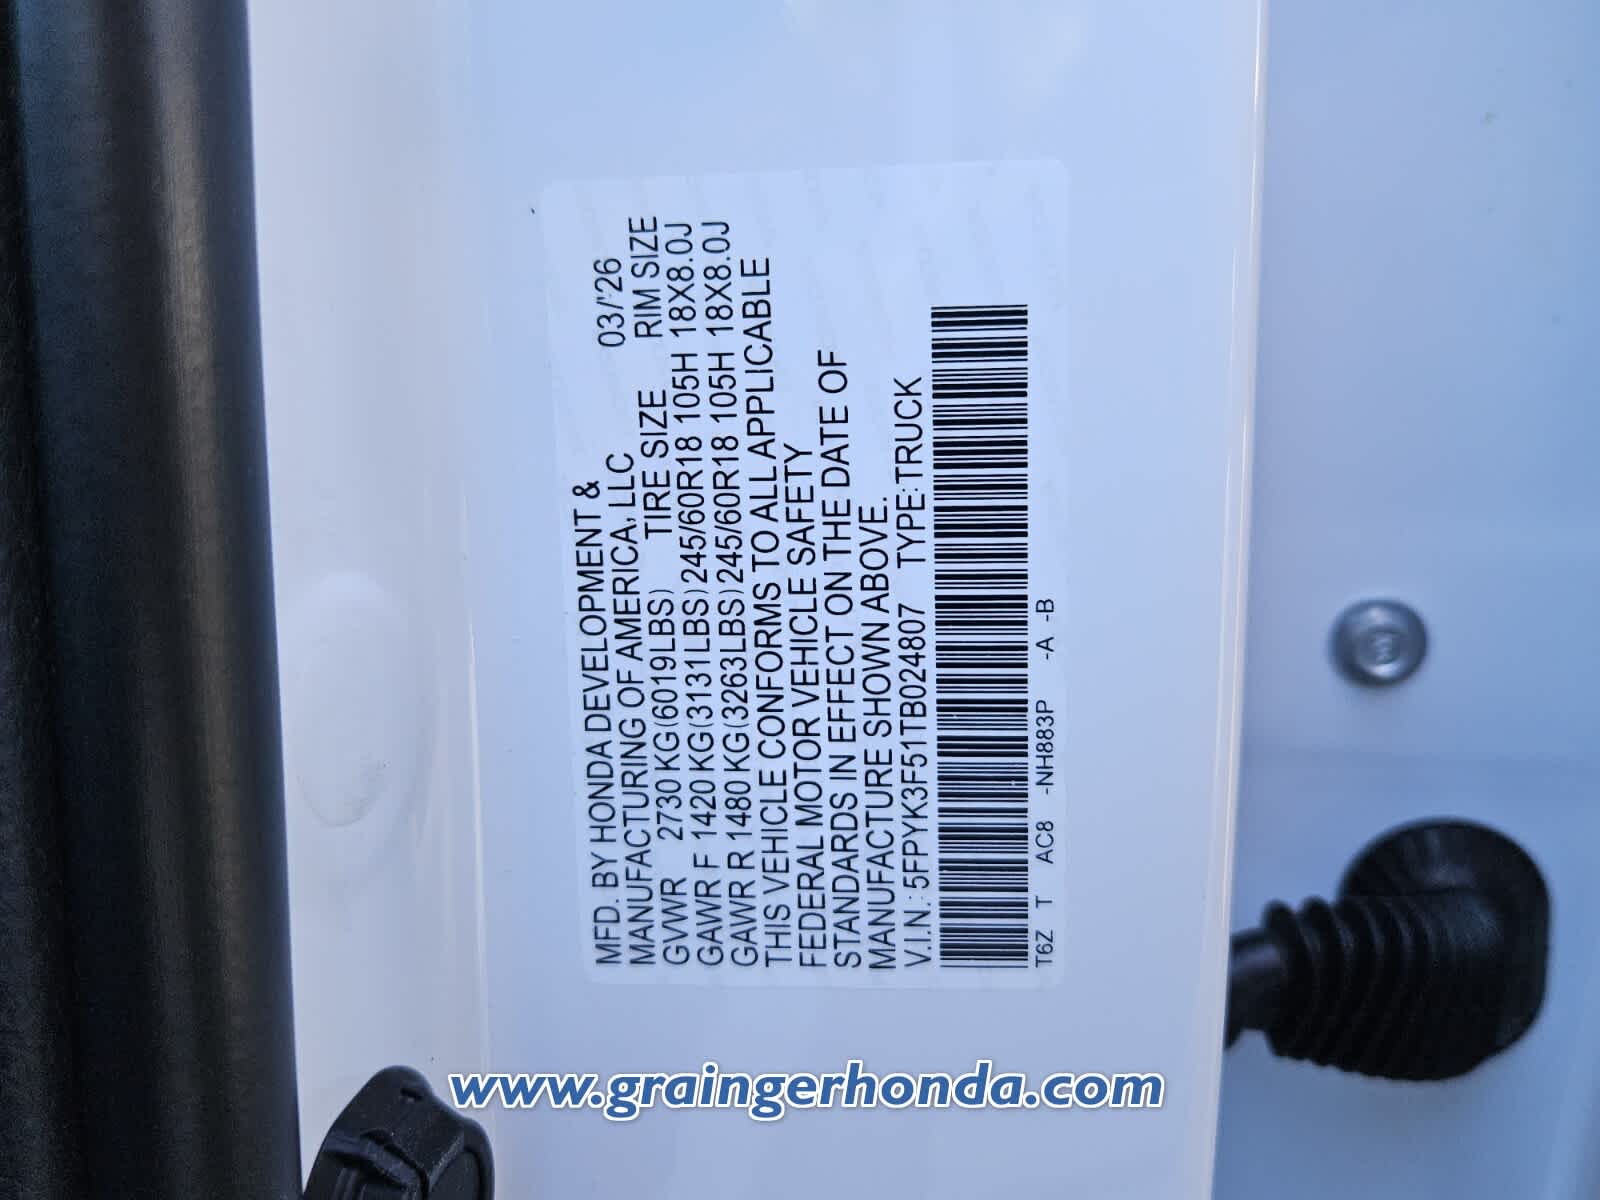 MFD. BY HONDA DEVELOPMENT &
MANUFACTURING OF AMERICA, LLC 03/'26
GVWR 2730 KG(6019LBS) TIRE SIZE RIM SIZE
GAWR F 1420 KG(3131LBS) 245/60R18 105H 18X8.0J
GAWR R 1480 KG(3263LBS) 245/60R18 105H 18X8.0J
THIS VEHICLE CONFORMS TO ALL APPLICABLE
FEDERAL MOTOR VEHICLE SAFETY
STANDARDS IN EFFECT ON THE DATE OF
MANUFACTURE SHOWN ABOVE.
V.I.N.: 5FPYK3F51TB024807 TYPE:TRUCK
T6Z T AC8 -NH883P -A -B
www.graingerhonda.com